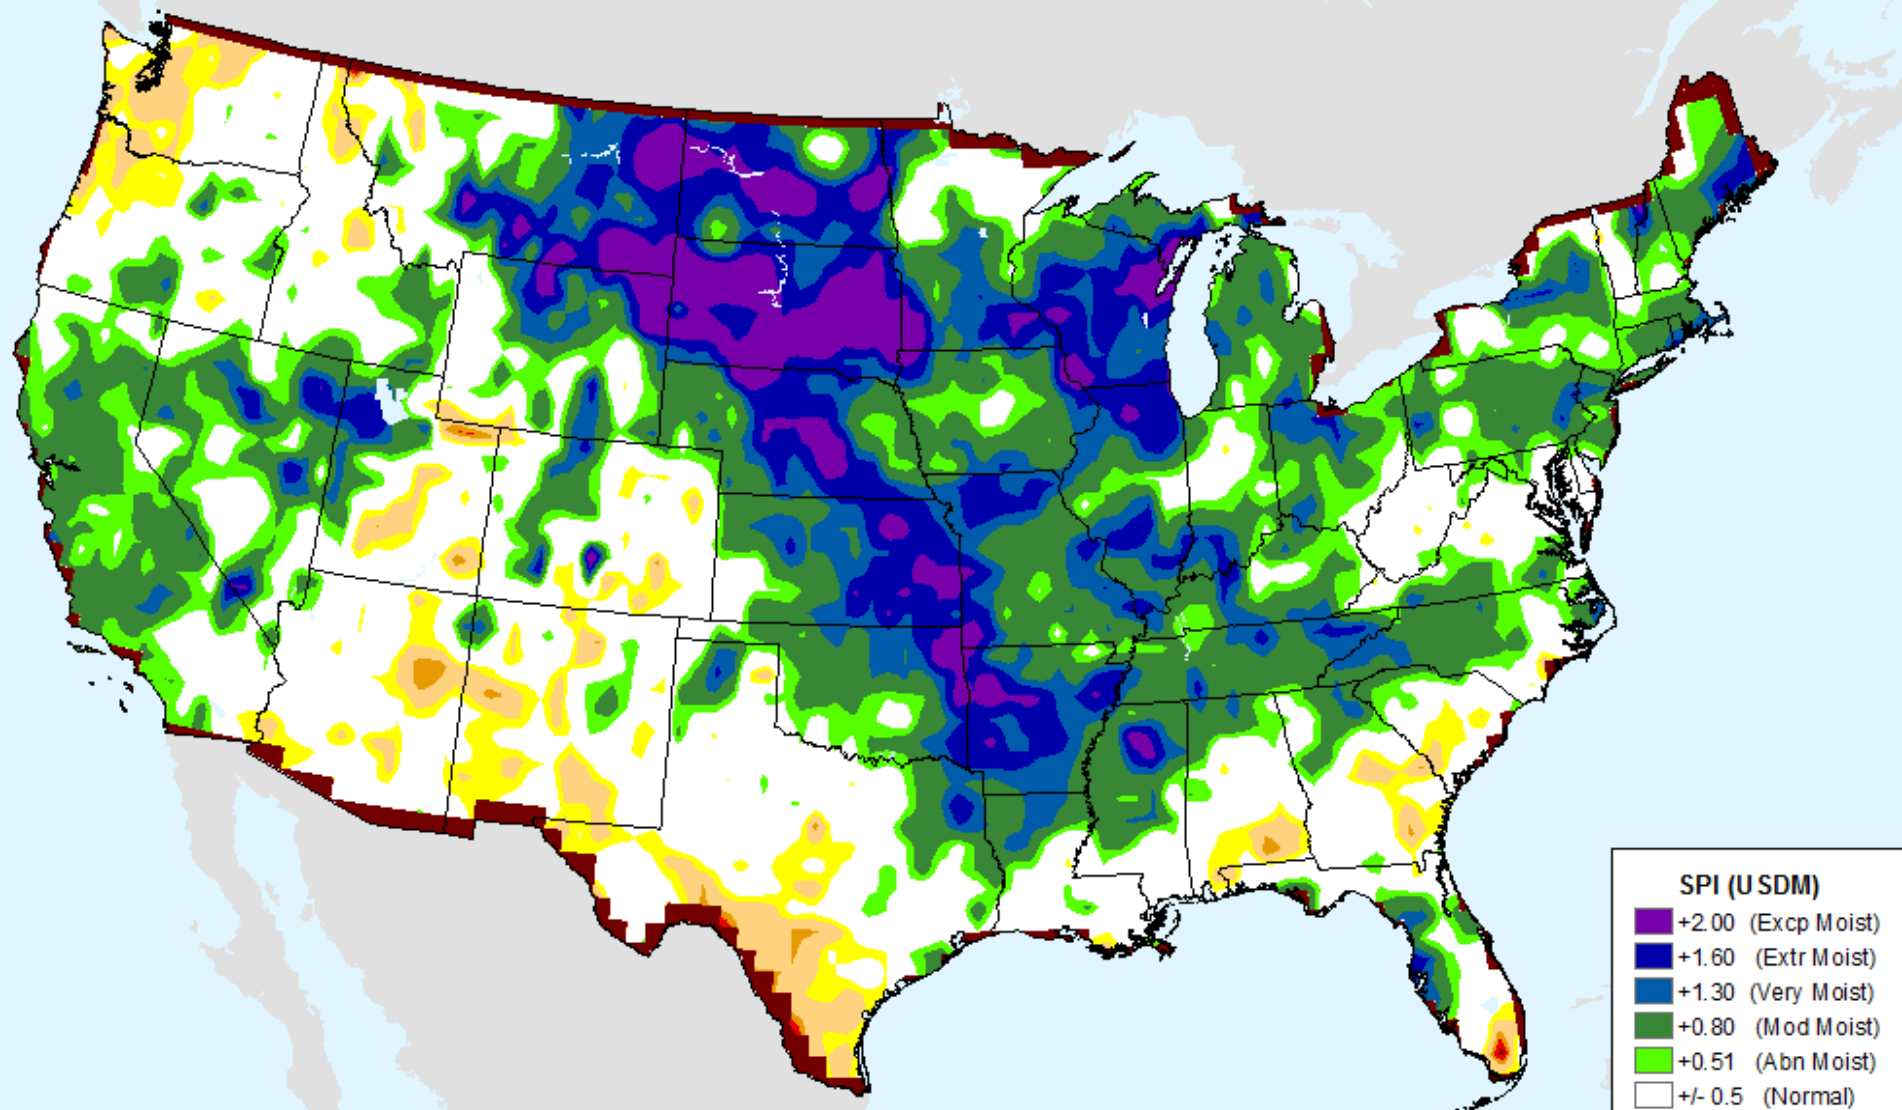 SPI (USDM)
+2.00 (Excp Moist)
+1.60 (Extr Moist)
+1.30 (Very Moist)
+0.80 (Mod Moist)
+0.51 (Abn Moist)
+/- 0.5 (Normal)